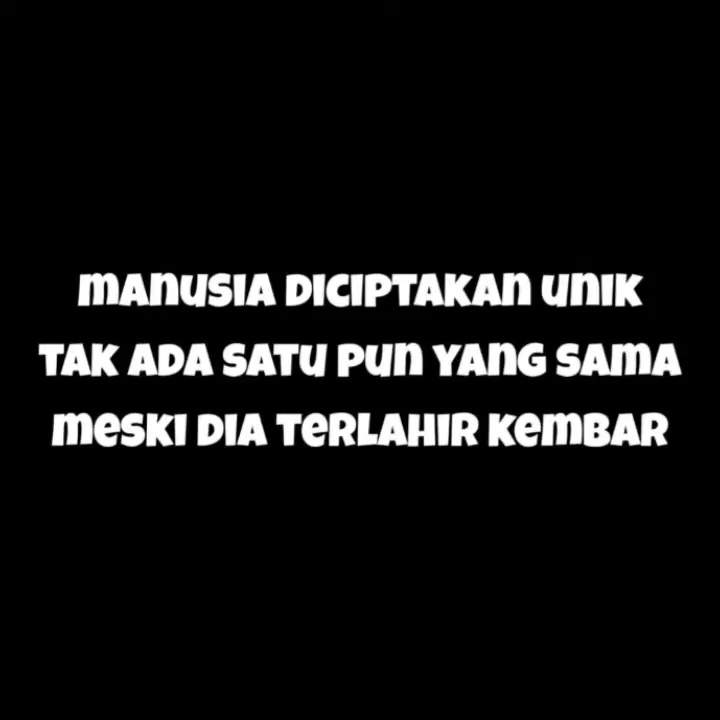 manusia diciptakan unik
tak ada satu pun yang sama
meski dia terlahir kembar